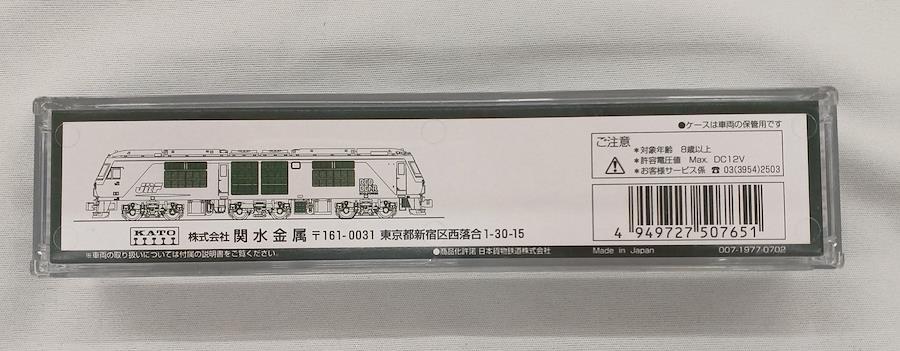 ●ケースは車両の保管用です
ご注意
＊対象年齢 8歳以上
＊許容電圧値 Max. DC12V
＊お客様サービス係 ☎ 03(3954)2503
JRF
ECO POWER
KATO
株式会社 関水金属 〒161-0031 東京都新宿区西落合1-30-15
4 949727 507651
※車両の取り扱いについては付属の説明書をご覧ください。
●商品化許諾 日本貨物鉄道株式会社
Made in Japan
007-1977-0702